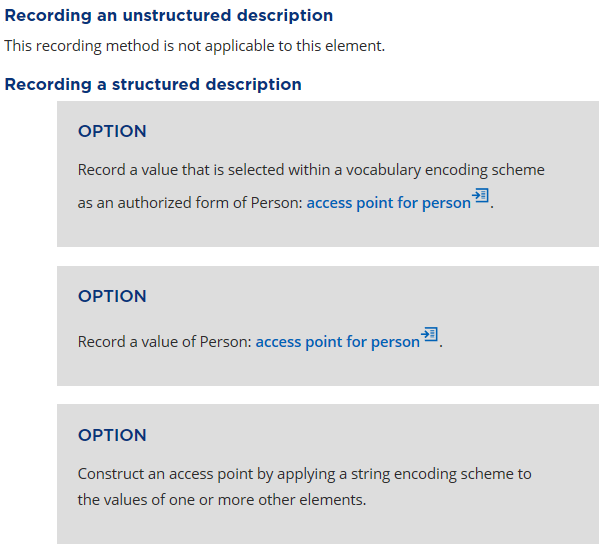 Recording an unstructured description
This recording method is not applicable to this element.
Recording a structured description
OPTION
Record a value that is selected within a vocabulary encoding scheme
as an authorized form of Person: access point for person.
OPTION
Record a value of Person: access point for person.
OPTION
Construct an access point by applying a string encoding scheme to
the values of one or more other elements.